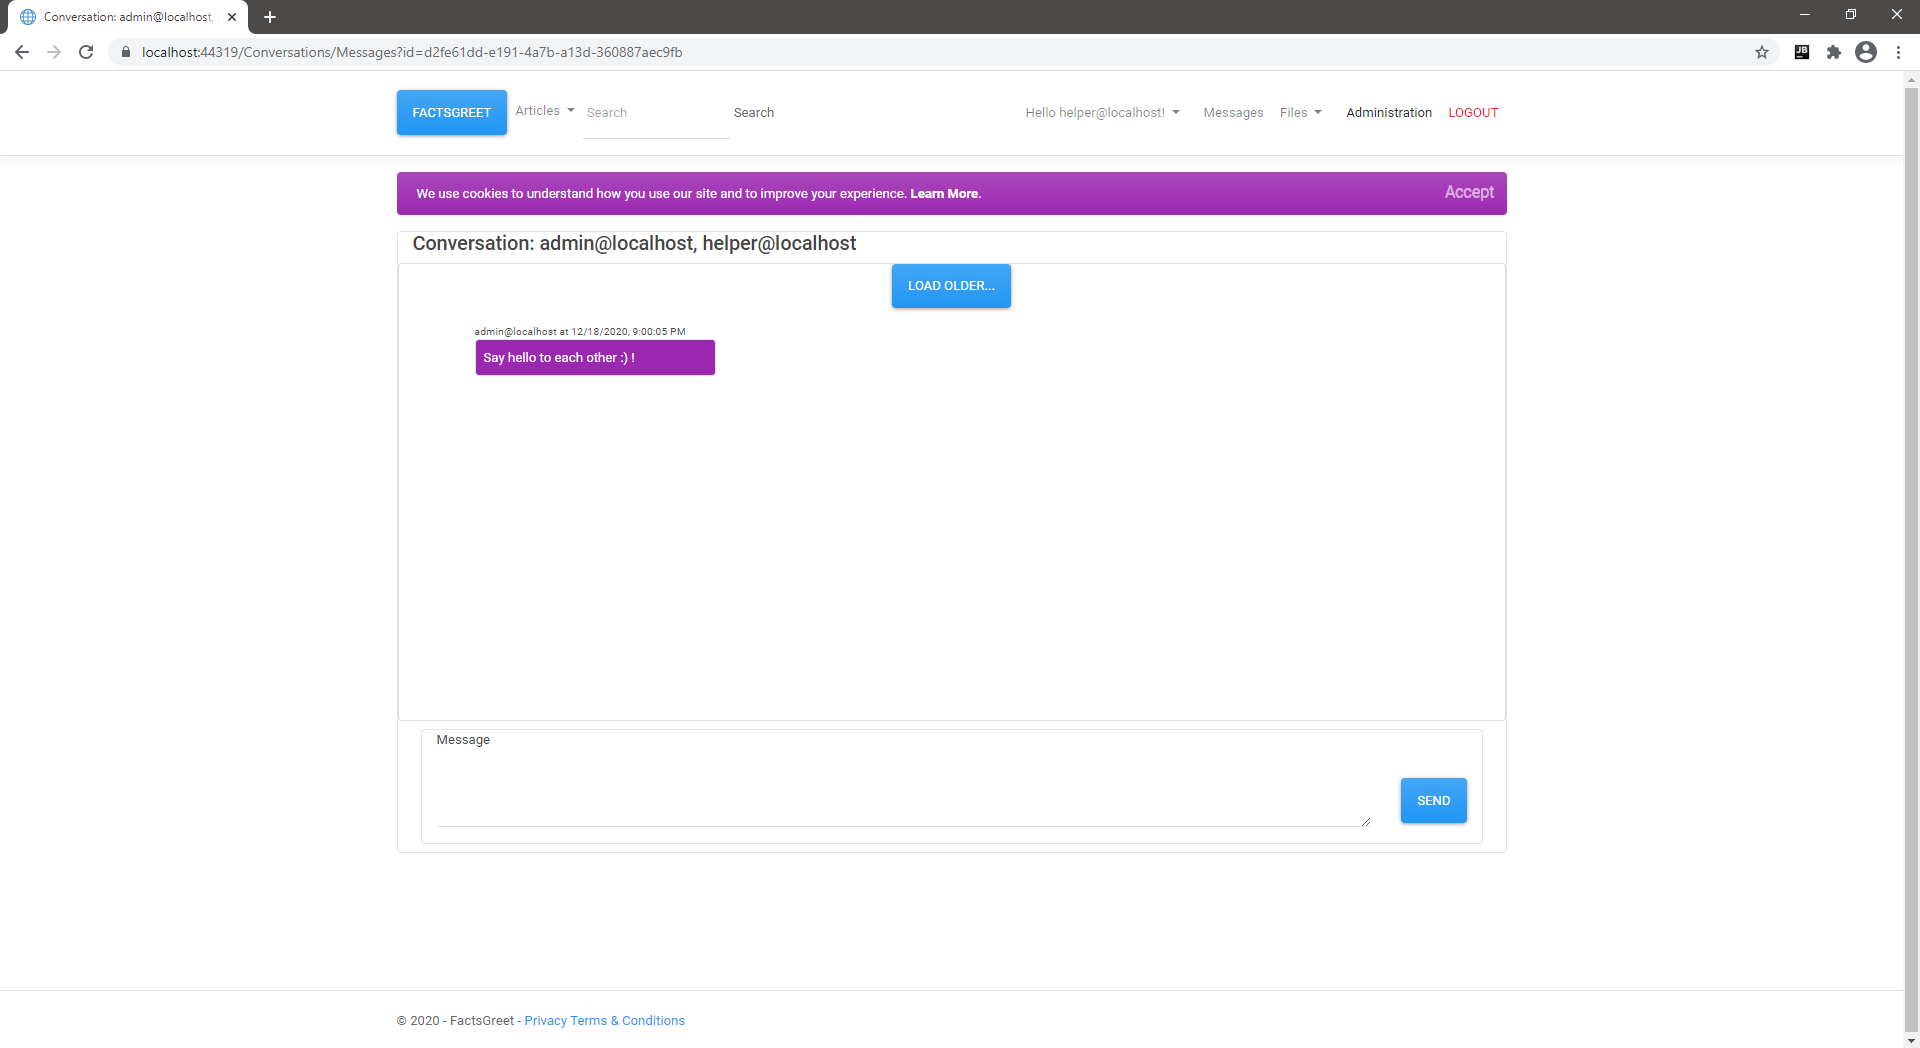 Conversation: admin@localhost,
localhost:44319/Conversations/Messages?id=d2fe61dd-e191-4a7b-a13d-360887aec9fb
JB
FACTSGREET Articles Search Search Hello helper@localhost! Messages Files Administration LOGOUT
We use cookies to understand how you use our site and to improve your experience. Learn More. Accept
Conversation: admin@localhost, helper@localhost
LOAD OLDER...
admin@localhost at 12/18/2020, 9:00:05 PM
Say hello to each other :) !
Message
SEND
© 2020 - FactsGreet - Privacy Terms & Conditions